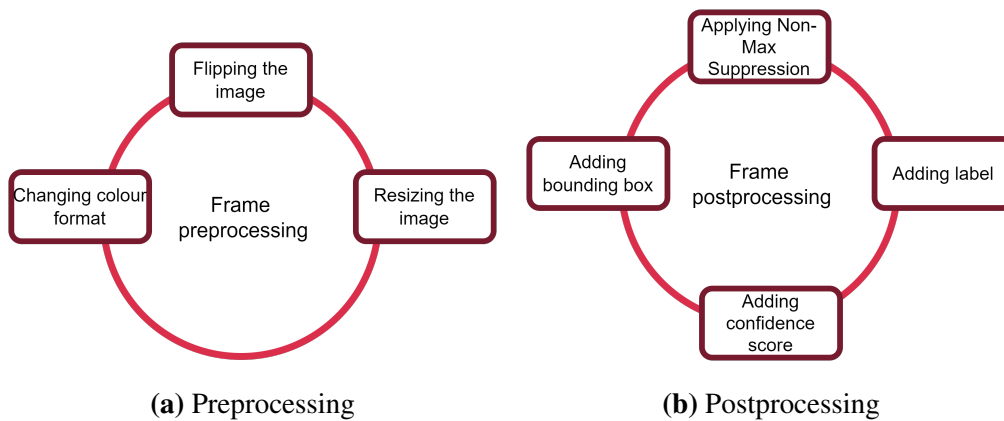 Flipping the
image
Changing colour
format
Frame
preprocessing
Resizing the
image
(a) Preprocessing
Applying Non-
Max
Suppression
Adding
bounding box
Frame
postprocessing
Adding label
Adding
confidence
score
(b) Postprocessing